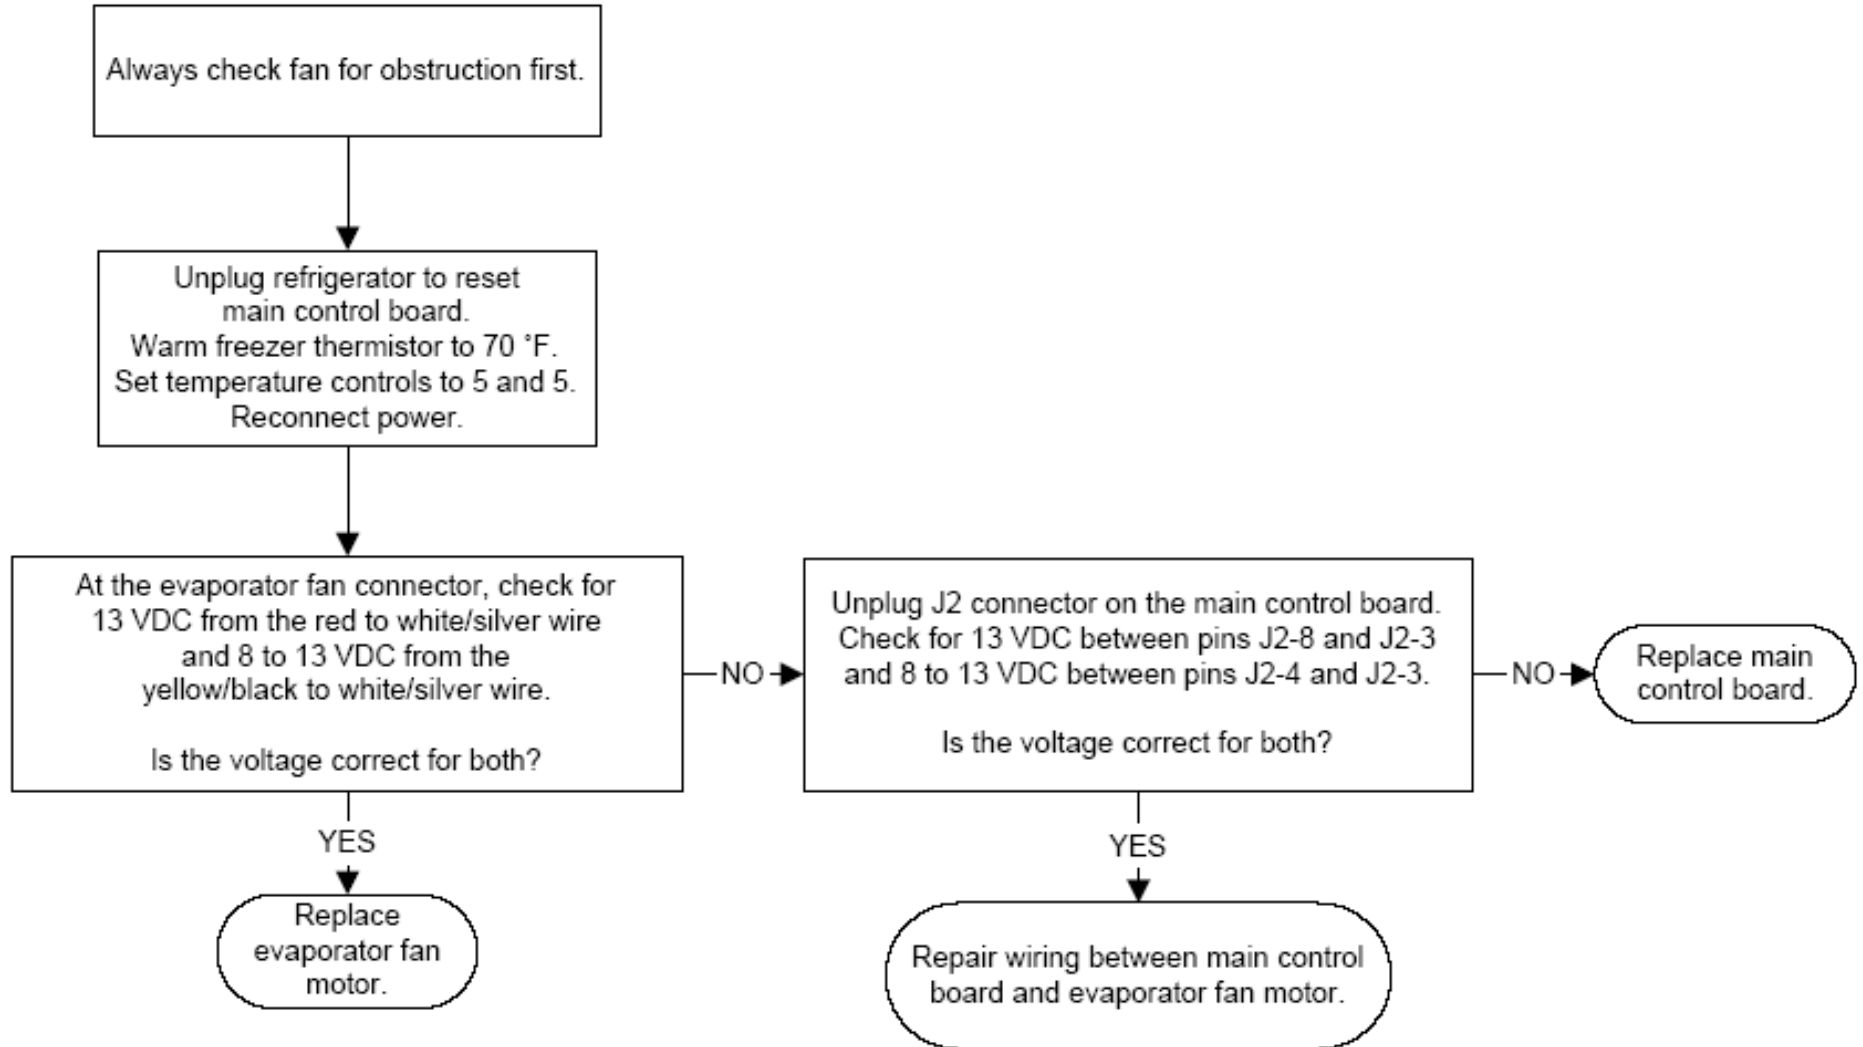 Always check fan for obstruction first.
Unplug refrigerator to reset
main control board.
Warm freezer thermistor to 70 °F.
Set temperature controls to 5 and 5.
Reconnect power.
At the evaporator fan connector, check for
13 VDC from the red to white/silver wire
and 8 to 13 VDC from the
yellow/black to white/silver wire.
Is the voltage correct for both?
NO
Unplug J2 connector on the main control board.
Check for 13 VDC between pins J2-8 and J2-3
and 8 to 13 VDC between pins J2-4 and J2-3.
Is the voltage correct for both?
NO
Replace main
control board.
YES
Replace
evaporator fan
motor.
YES
Repair wiring between main control
board and evaporator fan motor.